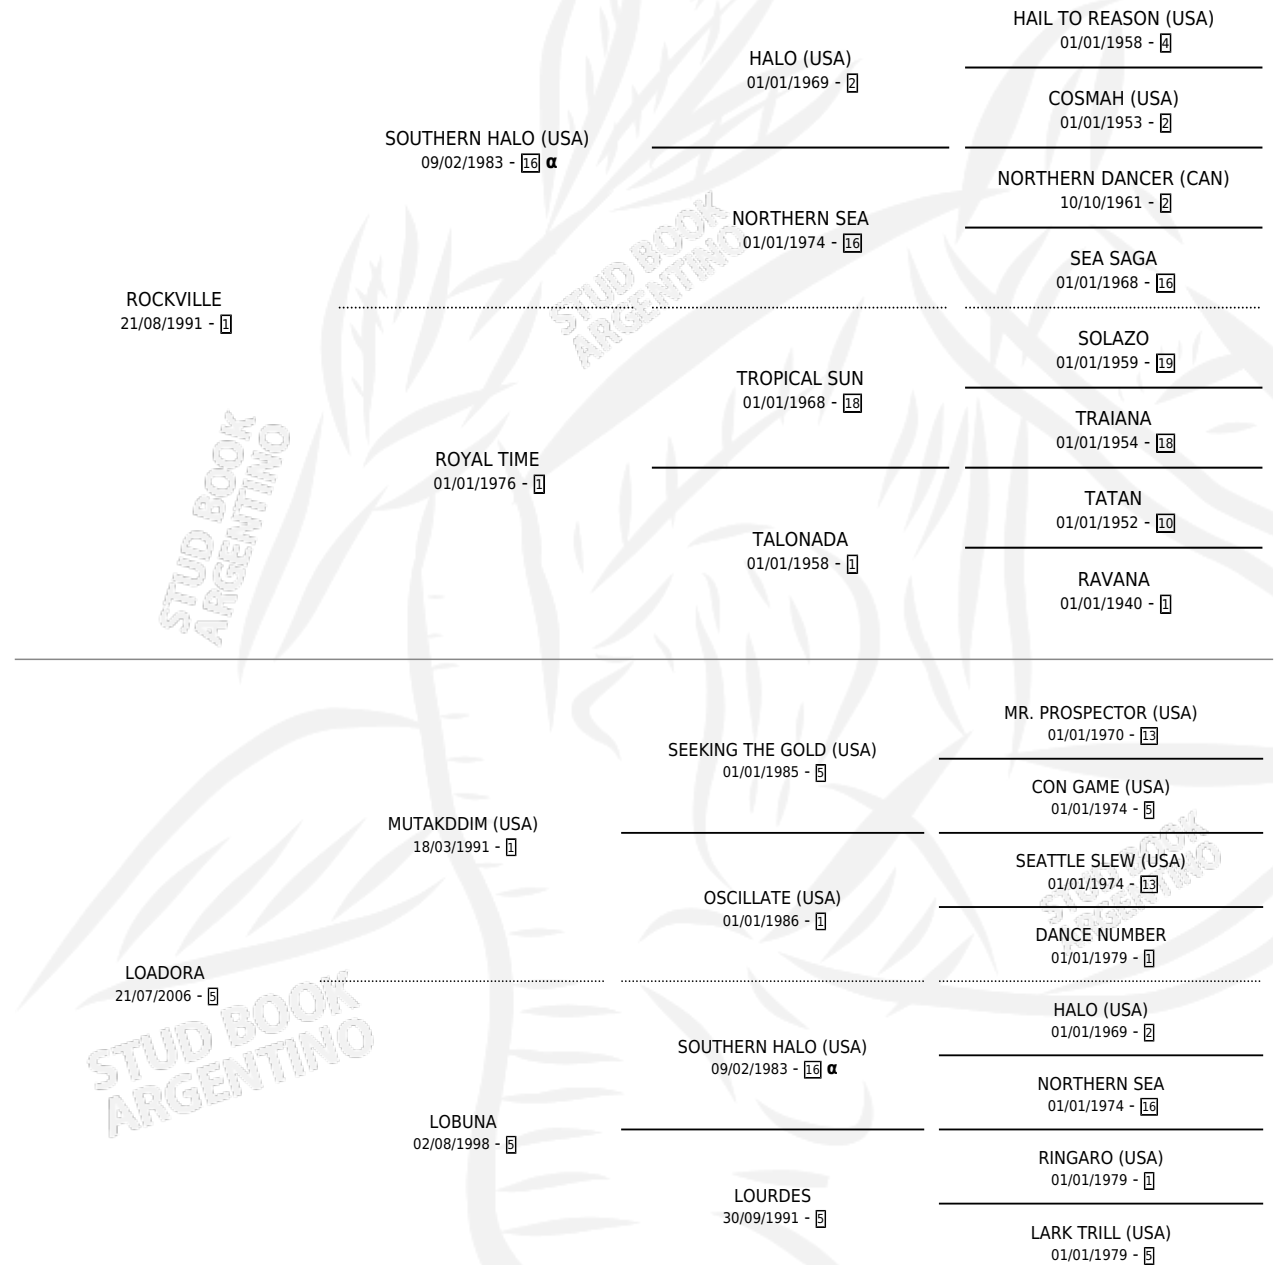 HAIL TO REASON (USA)
01/01/1958 - 4
HALO (USA)
01/01/1969 - 2
COSMAH (USA)
01/01/1953 - 2
SOUTHERN HALO (USA)
09/02/1983 - 16 α
NORTHERN DANCER (CAN)
10/10/1961 - 2
NORTHERN SEA
01/01/1974 - 16
SEA SAGA
01/01/1968 - 16
STUD BOOK
ARGENTINO
ROCKVILLE
21/08/1991 - 1
SOLAZO
01/01/1959 - 19
TROPICAL SUN
01/01/1968 - 18
TRAIANA
01/01/1954 - 18
ROYAL TIME
01/01/1976 - 1
TATAN
01/01/1952 - 10
TALONADA
01/01/1958 - 1
RAVANA
01/01/1940 - 1
STUD BOOK
ARGENTINO
MR. PROSPECTOR (USA)
01/01/1970 - 13
SEEKING THE GOLD (USA)
01/01/1985 - 5
CON GAME (USA)
01/01/1974 - 5
MUTAKDDIM (USA)
18/03/1991 - 1
SEATTLE SLEW (USA)
01/01/1974 - 13
OSCILLATE (USA)
01/01/1986 - 1
DANCE NUMBER
01/01/1979 - 1
STUD BOOK
ARGENTINO
LOADORA
21/07/2006 - 5
HALO (USA)
01/01/1969 - 2
SOUTHERN HALO (USA)
09/02/1983 - 16 α
NORTHERN SEA
01/01/1974 - 16
STUD BOOK
ARGENTINO
LOBUNA
02/08/1998 - 5
RINGARO (USA)
01/01/1979 - 1
LOURDES
30/09/1991 - 5
LARK TRILL (USA)
01/01/1979 - 5